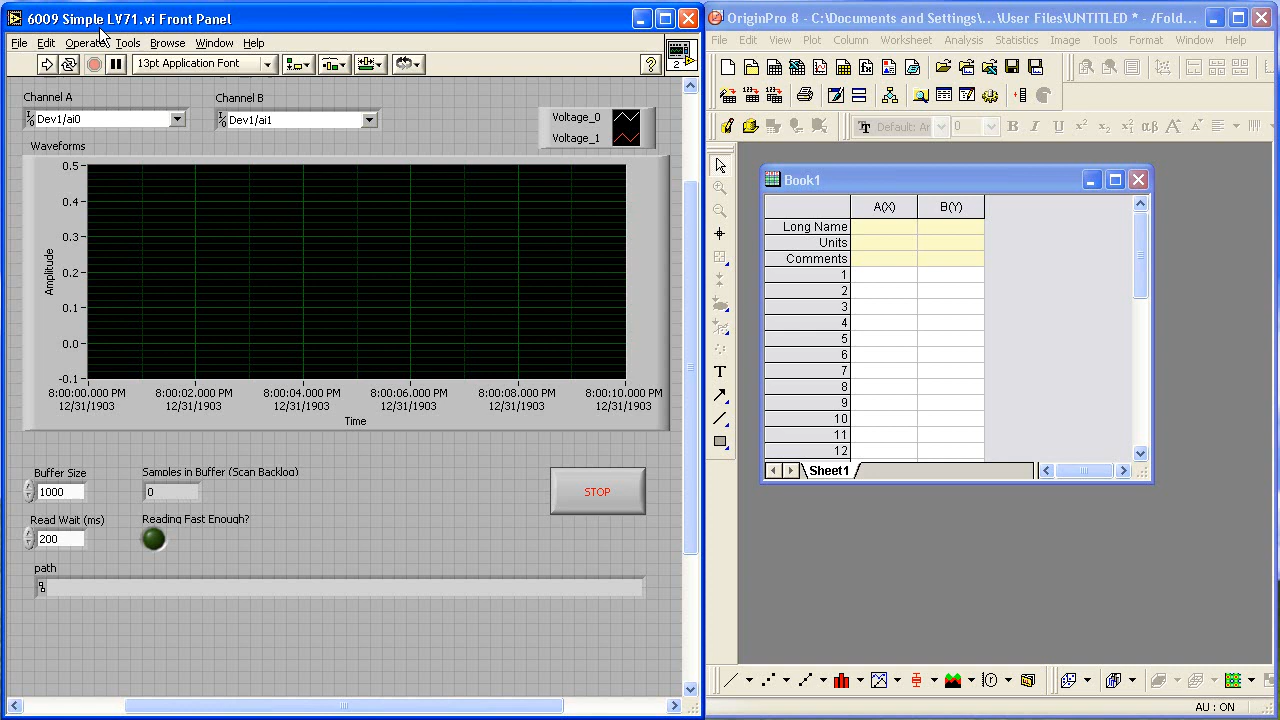 6009 Simple LV71.vi Front Panel
File Edit Operate Tools Browse Window Help
13pt Application Font
?
2
Channel A
Dev1/ai0
Channel B
Dev1/ai1
Voltage_0
Voltage_1
Waveforms
0.5
0.4
0.3
0.2
0.1
0.0
-0.1
Amplitude
8:00:00.000 PM 8:00:02.000 PM 8:00:04.000 PM 8:00:06.000 PM 8:00:08.000 PM 8:00:10.000 PM
12/31/1903 12/31/1903 12/31/1903 12/31/1903 12/31/1903 12/31/1903
Time
Buffer Size
1000
Samples in Buffer (Scan Backlog)
0
STOP
Read Wait (ms)
200
Reading Fast Enough?
path
OriginPro 8 - C:\Documents and Settings\...\User Files\UNTITLED * - /Fold...
File Edit View Plot Column Worksheet Analysis Statistics Image Tools Format Window Help
Default: Ar 0 B I U
Book1
A(X) B(Y)
Long Name
Units
Comments
1
2
3
4
5
6
7
8
9
10
11
12
Sheet1
T
AU : ON